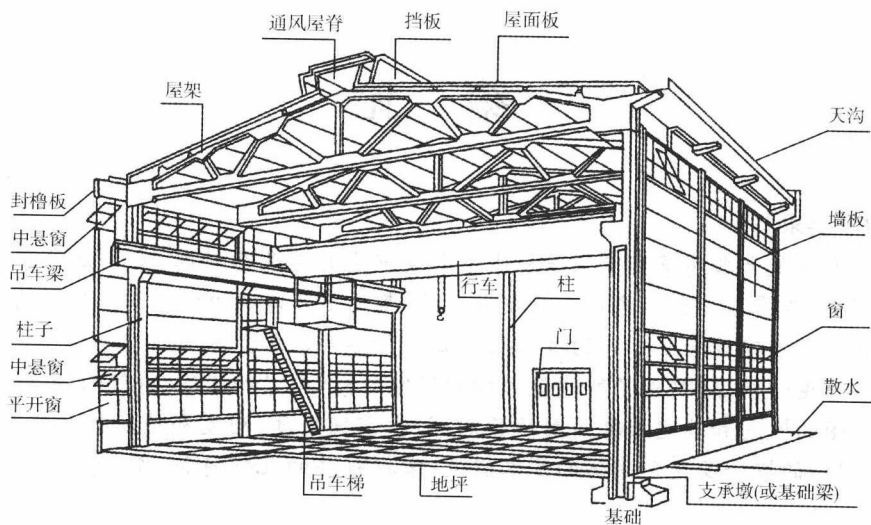 通风屋脊
挡板
屋面板
屋架
天沟
封橹板
中悬窗
吊车梁
墙板
行车
柱
柱子
窗
门
中悬窗
平开窗
散水
吊车梯
地坪
支承墩(或基础梁)
基础